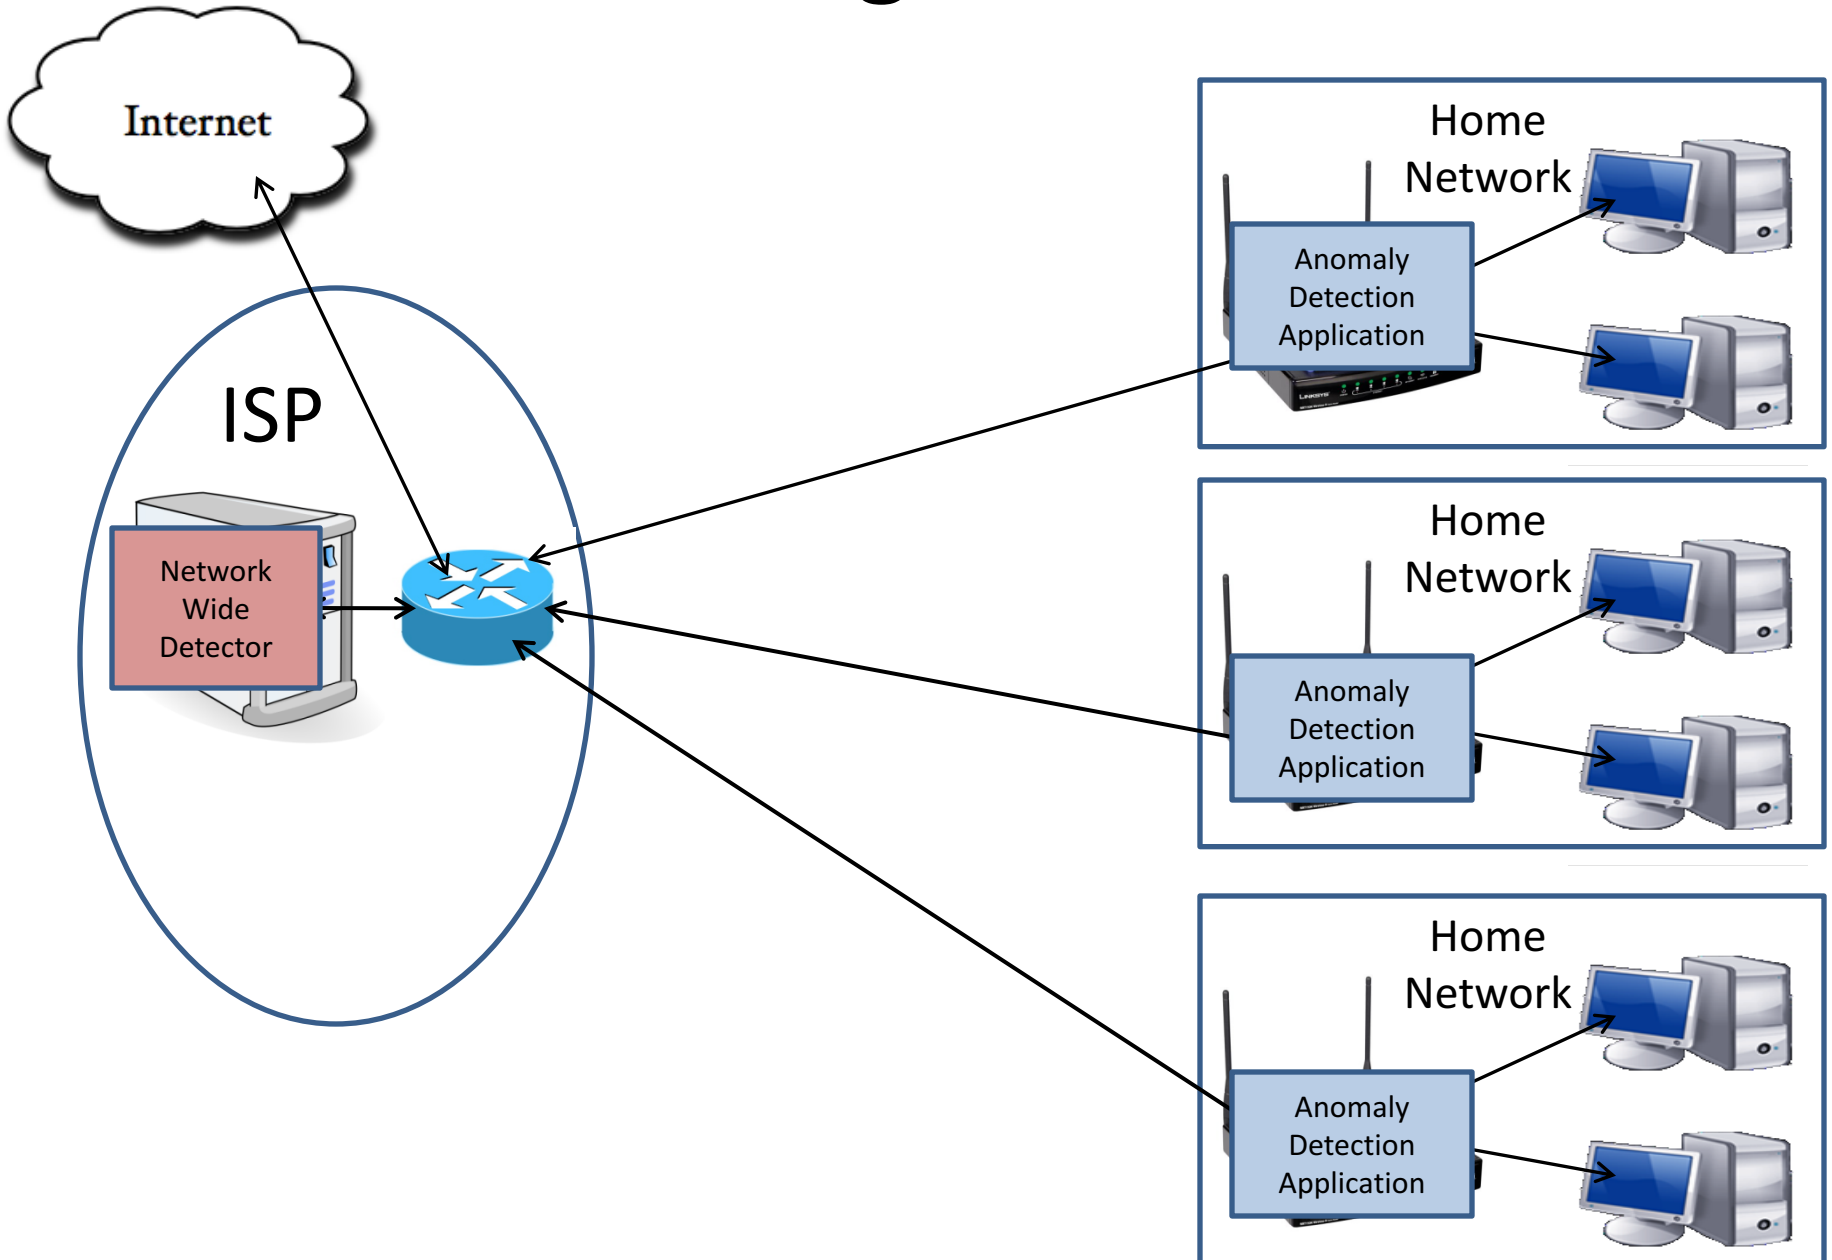 Internet
ISP
Network
Wide
Detector
Home
Network
Anomaly
Detection
Application
LINKSYS
Home
Network
Anomaly
Detection
Application
Home
Network
Anomaly
Detection
Application